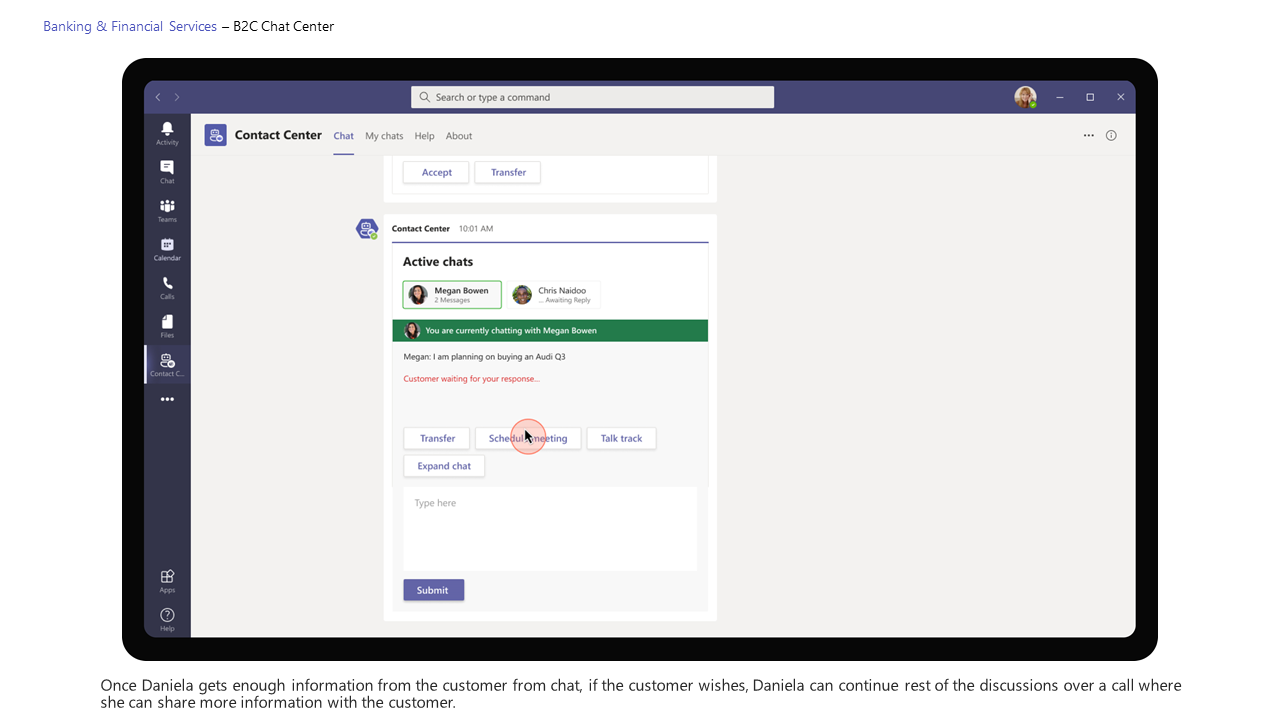 Banking & Financial Services – B2C Chat Center
Search or type a command
Activity
Chat
Teams
Calendar
Calls
Files
Contact C...
Apps
Help
Contact Center Chat My chats Help About
Accept Transfer
Contact Center 10:01 AM
Active chats
Megan Bowen
2 Messages
Chris Naidoo
... Awaiting Reply
You are currently chatting with Megan Bowen
Megan: I am planning on buying an Audi Q3
Customer waiting for your response...
Transfer Schedule meeting Talk track
Expand chat
Type here
Submit
Once Daniela gets enough information from the customer from chat, if the customer wishes, Daniela can continue rest of the discussions over a call where
she can share more information with the customer.